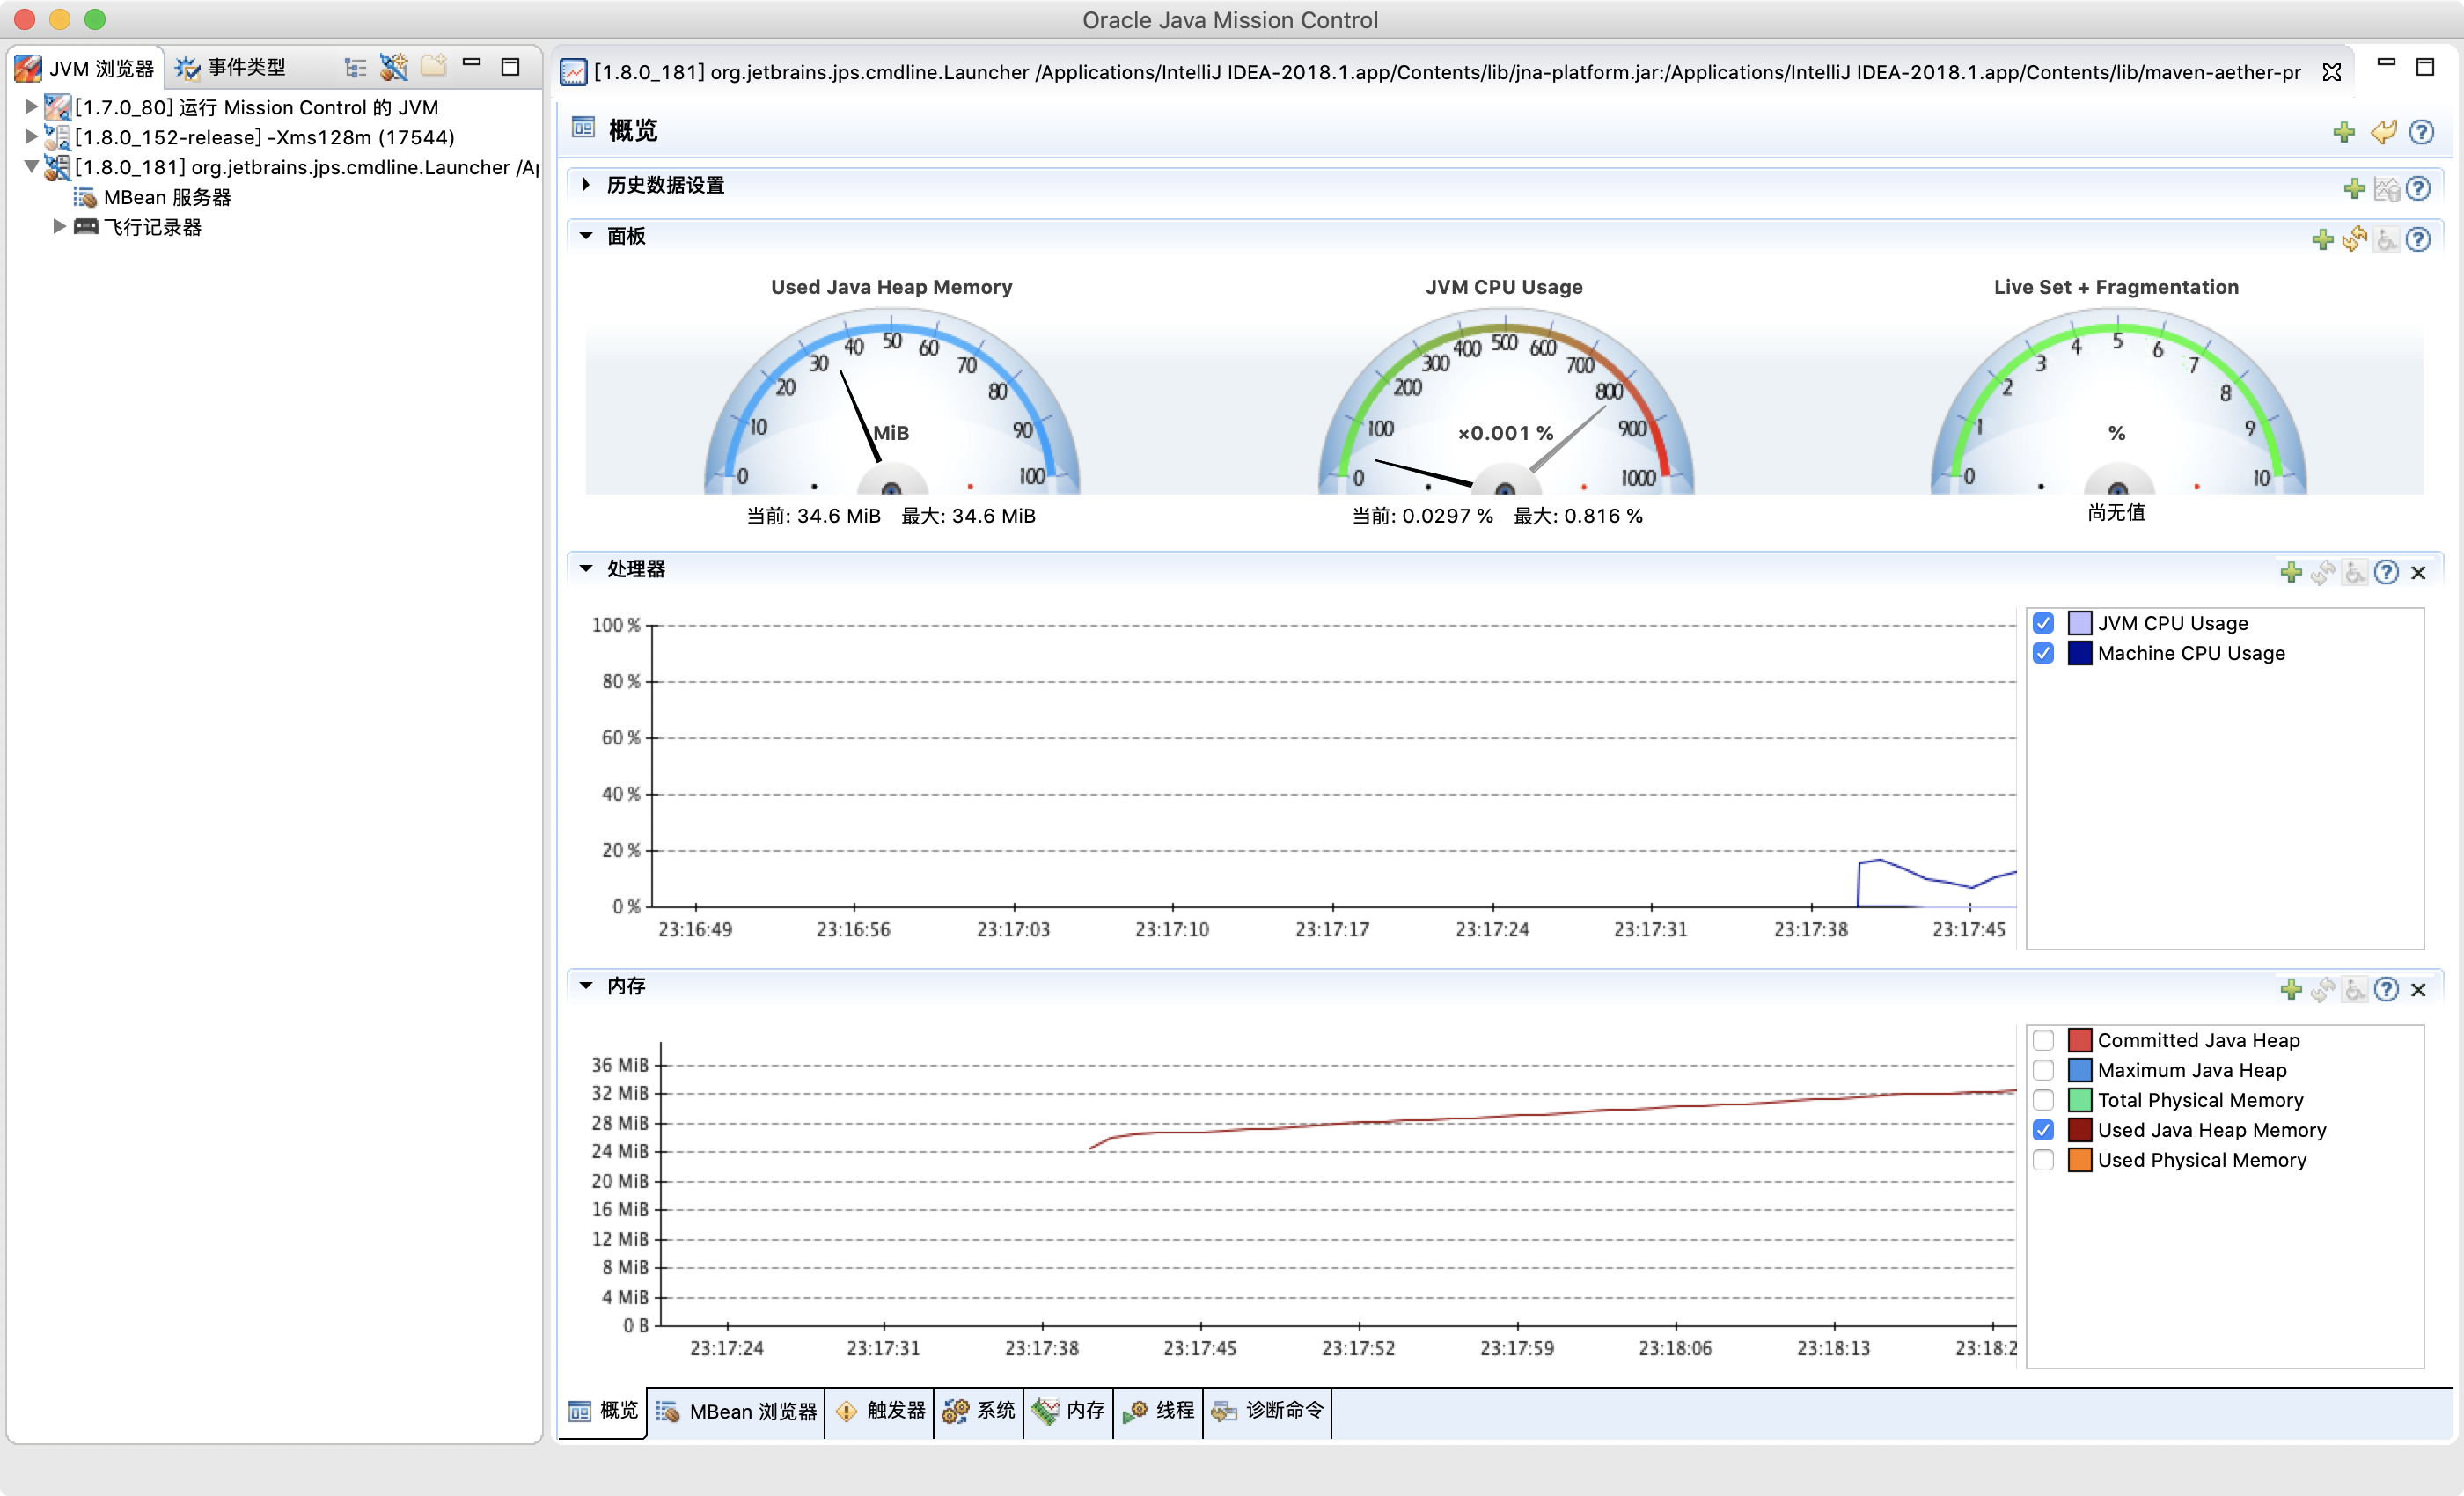 Oracle Java Mission Control
JVM 浏览器
事件类型
[1.7.0_80] 运行 Mission Control 的 JVM
[1.8.0_152-release] -Xms128m (17544)
[1.8.0_181] org.jetbrains.jps.cmdline.Launcher /Ap
MBean 服务器
飞行记录器
[1.8.0_181] org.jetbrains.jps.cmdline.Launcher /Applications/IntelliJ IDEA-2018.1.app/Contents/lib/jna-platform.jar:/Applications/IntelliJ IDEA-2018.1.app/Contents/lib/maven-aether-pr
概览
历史数据设置
面板
Used Java Heap Memory
0 10 20 30 40 50 60 70 80 90 100
MiB
当前: 34.6 MiB 最大: 34.6 MiB
JVM CPU Usage
0 100 200 300 400 500 600 700 800 900 1000
×0.001 %
当前: 0.0297 % 最大: 0.816 %
Live Set + Fragmentation
0 1 2 3 4 5 6 7 8 9 10
%
尚无值
处理器
100 %
80 %
60 %
40 %
20 %
0 %
23:16:49 23:16:56 23:17:03 23:17:10 23:17:17 23:17:24 23:17:31 23:17:38 23:17:45
JVM CPU Usage
Machine CPU Usage
内存
36 MiB
32 MiB
28 MiB
24 MiB
20 MiB
16 MiB
12 MiB
8 MiB
4 MiB
0 B
23:17:24 23:17:31 23:17:38 23:17:45 23:17:52 23:17:59 23:18:06 23:18:13 23:18:2
Committed Java Heap
Maximum Java Heap
Total Physical Memory
Used Java Heap Memory
Used Physical Memory
概览 MBean 浏览器 触发器 系统 内存 线程 诊断命令